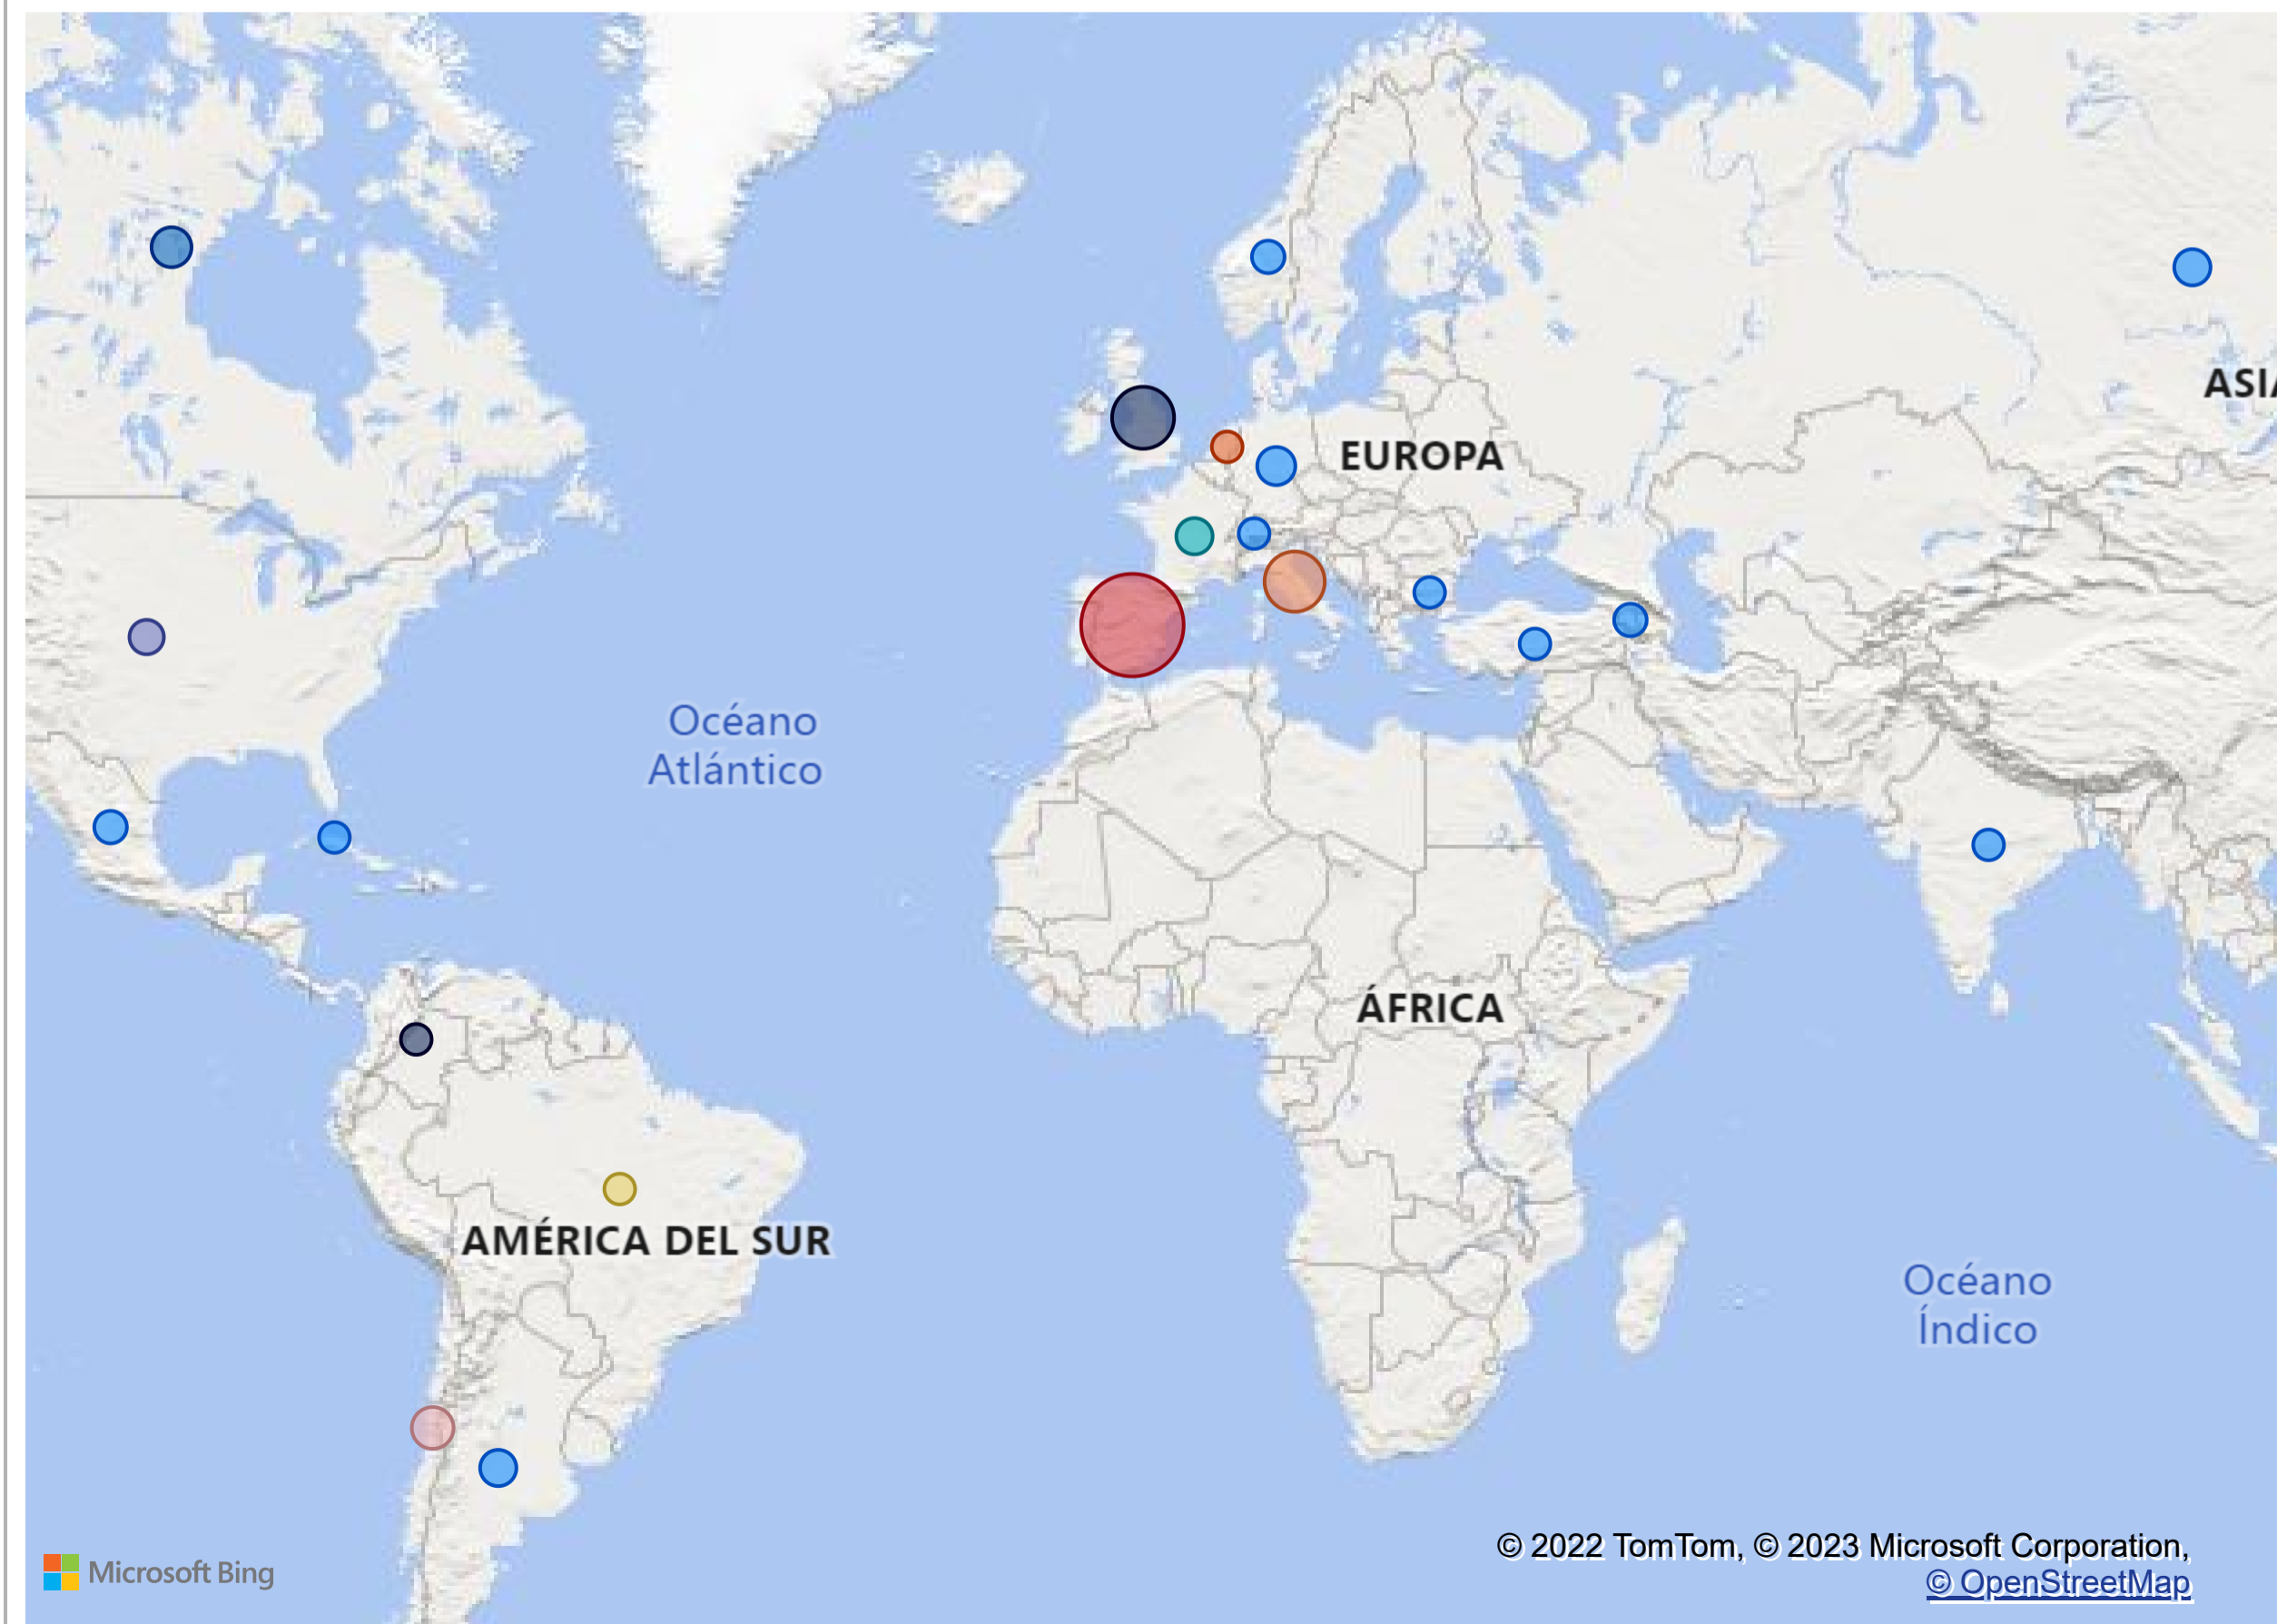 ASIA
EUROPA
Océano
Atlántico
ÁFRICA
AMÉRICA DEL SUR
Océano
Índico
© 2022 TomTom, © 2023 Microsoft Corporation,
Microsoft Bing
© OpenStreetMap